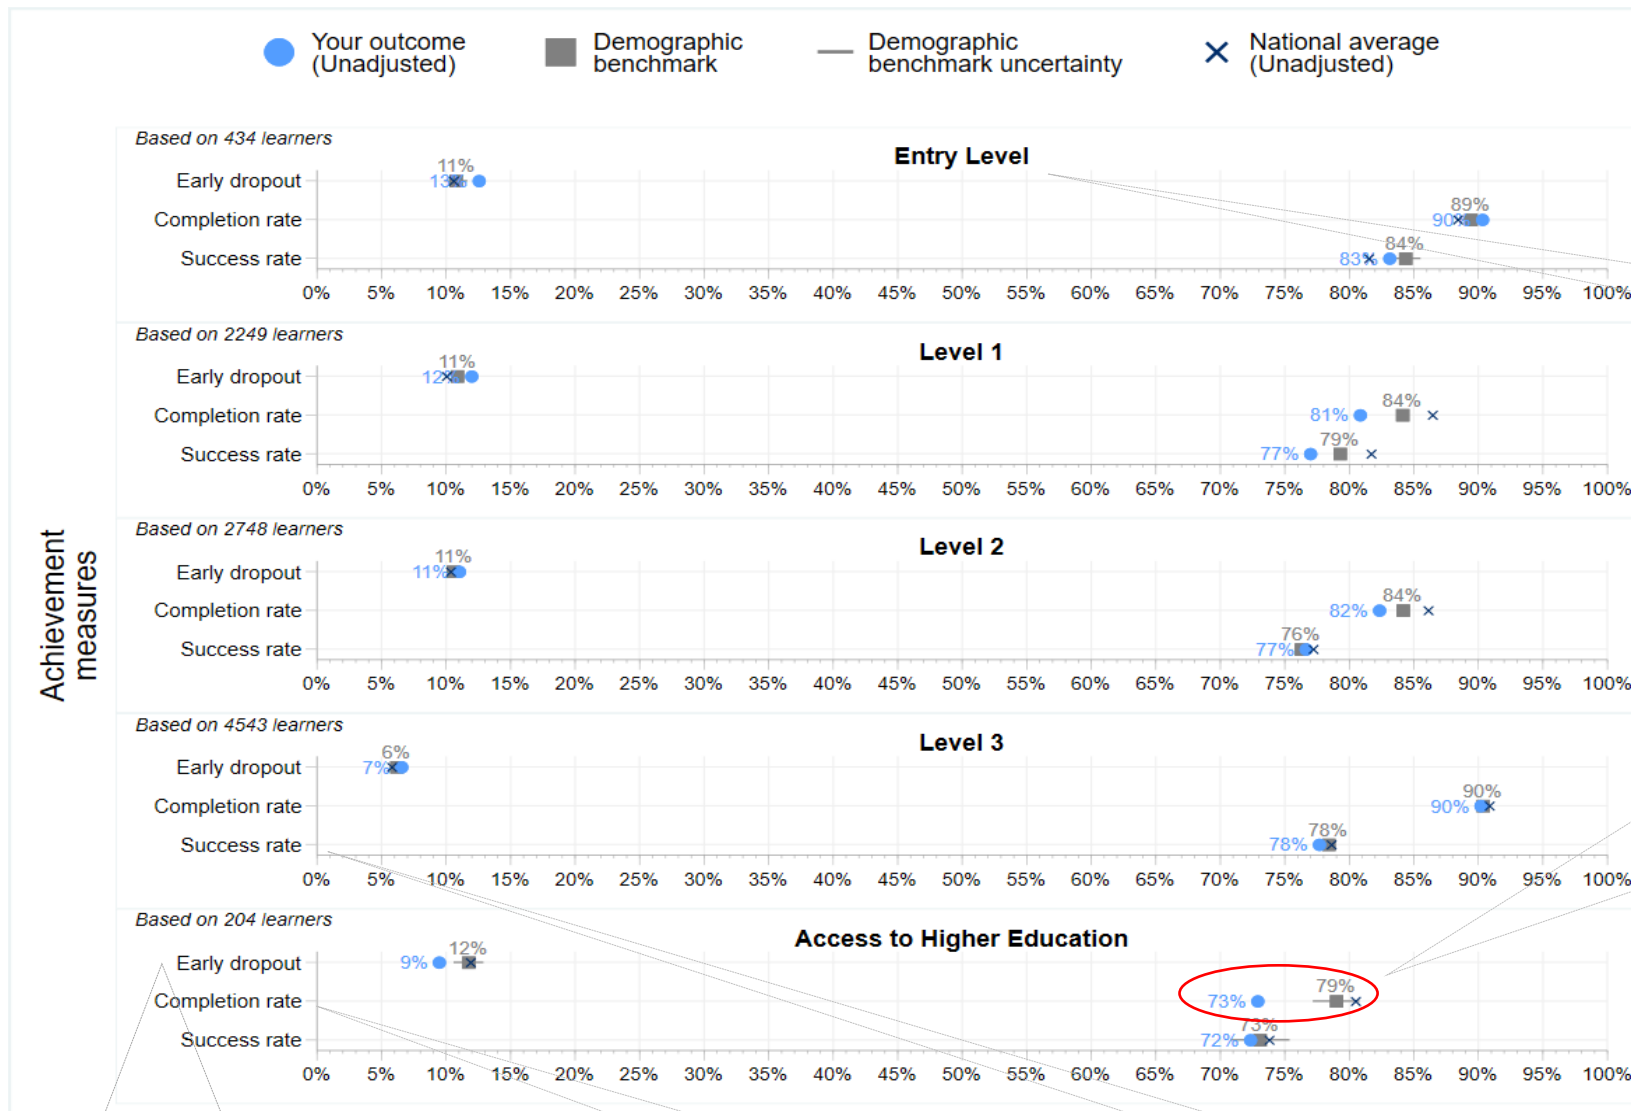 Your outcome
(Unadjusted)
Demographic
benchmark
Demographic
benchmark uncertainty
National average
(Unadjusted)
Achievement
measures
Based on 434 learners
Entry Level
Early dropout
11%
13%
Completion rate
89%
90%
Success rate
84%
83%
0% 5% 10% 15% 20% 25% 30% 35% 40% 45% 50% 55% 60% 65% 70% 75% 80% 85% 90% 95% 100%
Based on 2249 learners
Level 1
Early dropout
11%
12%
Completion rate
84%
81%
Success rate
79%
77%
0% 5% 10% 15% 20% 25% 30% 35% 40% 45% 50% 55% 60% 65% 70% 75% 80% 85% 90% 95% 100%
Based on 2748 learners
Level 2
Early dropout
11%
11%
Completion rate
84%
82%
Success rate
76%
77%
0% 5% 10% 15% 20% 25% 30% 35% 40% 45% 50% 55% 60% 65% 70% 75% 80% 85% 90% 95% 100%
Based on 4543 learners
Level 3
Early dropout
6%
7%
Completion rate
90%
90%
Success rate
78%
78%
0% 5% 10% 15% 20% 25% 30% 35% 40% 45% 50% 55% 60% 65% 70% 75% 80% 85% 90% 95% 100%
Based on 204 learners
Access to Higher Education
Early dropout
12%
9%
Completion rate
79%
73%
Success rate
73%
72%
0% 5% 10% 15% 20% 25% 30% 35% 40% 45% 50% 55% 60% 65% 70% 75% 80% 85% 90% 95% 100%